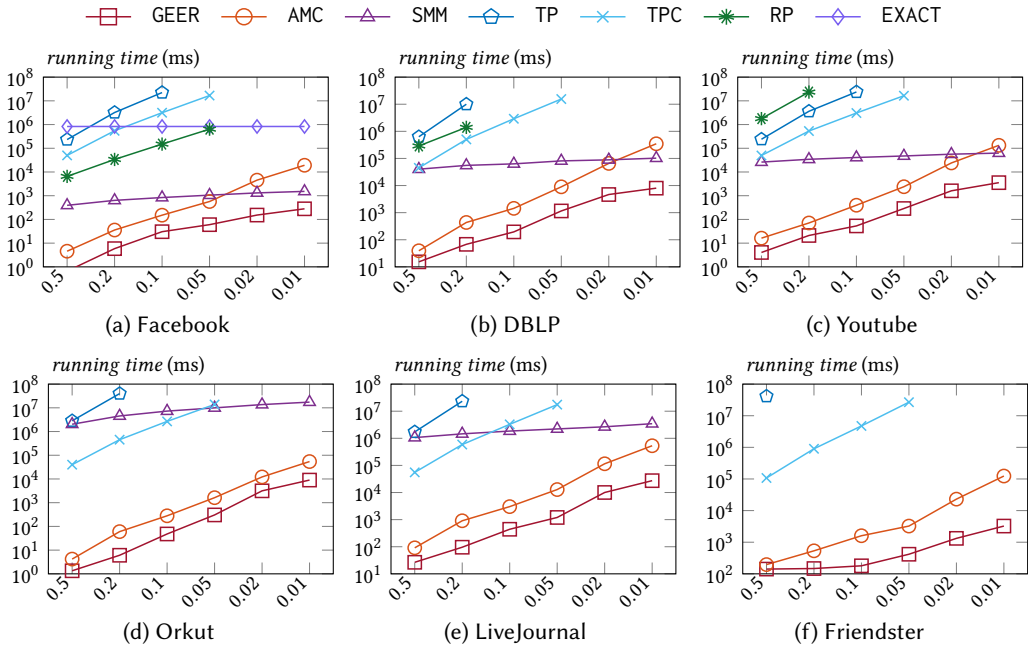 GEER AMC SMM TP TPC RP EXACT
running time (ms) running time (ms) running time (ms)
10^8 10^8 10^8
10^7 10^7 10^7
10^6 10^6 10^6
10^5 10^5 10^5
10^4 10^4 10^4
10^3 10^3 10^3
10^2 10^2 10^2
10^1 10^1 10^1
10^0 10^0
0.5 0.2 0.1 0.05 0.02 0.01 0.5 0.2 0.1 0.05 0.02 0.01 0.5 0.2 0.1 0.05 0.02 0.01
(a) Facebook (b) DBLP (c) Youtube
running time (ms) running time (ms) running time (ms)
10^8 10^8 10^8
10^7 10^7 10^7
10^6 10^6 10^6
10^5 10^5 10^5
10^4 10^4 10^4
10^3 10^3 10^3
10^2 10^2 10^2
10^1 10^1
10^0
0.5 0.2 0.1 0.05 0.02 0.01 0.5 0.2 0.1 0.05 0.02 0.01 0.5 0.2 0.1 0.05 0.02 0.01
(d) Orkut (e) LiveJournal (f) Friendster